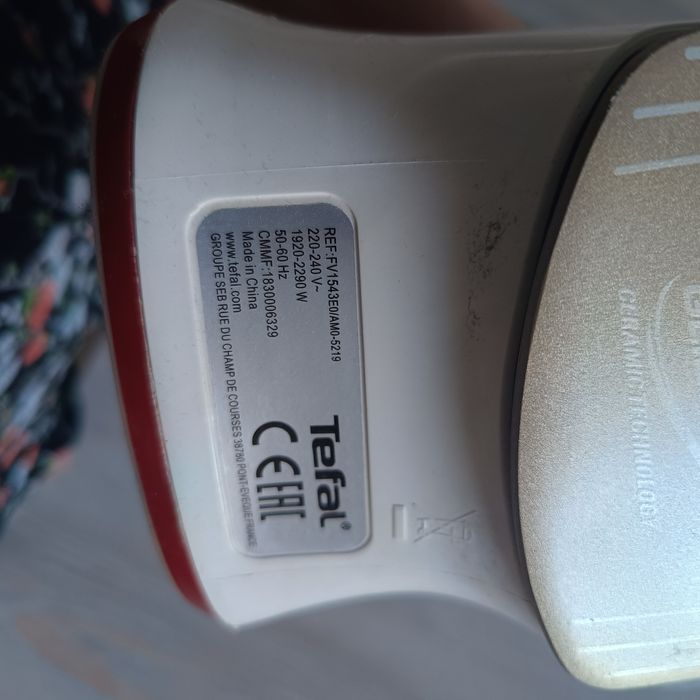 REF:FV1543E0/AM0-5219
220-240 V~
1920-2290 W
50-60 Hz
CMMF:1830006329
Made in China
www.tefal.com
GROUPE SEB RUE DU CHAMP DE COURSES 38780 PONT-EVEQUE FRANCE
Tefal®
CE EAC
CERAMIC TECHNOLOGY